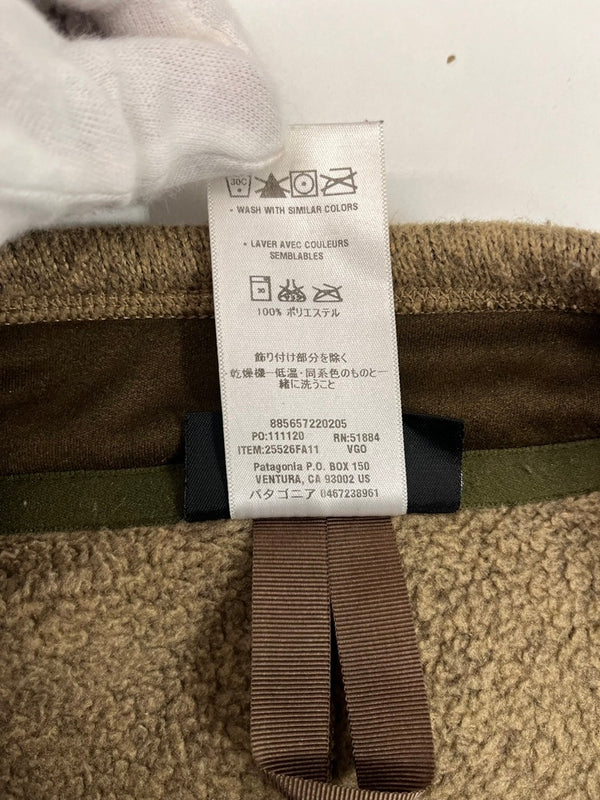 30C
• WASH WITH SIMILAR COLORS
• LAVER AVEC COULEURS
SEMBLABLES
30
100% ポリエステル
飾り付け部分を除く
乾燥機ー低温・同系色のものと一
緒に洗うこと
885657220205
PO:111120 RN:51884
ITEM:25526FA11 VGO
Patagonia P.O. BOX 150
VENTURA, CA 93002 US
パタゴニア 0467238961